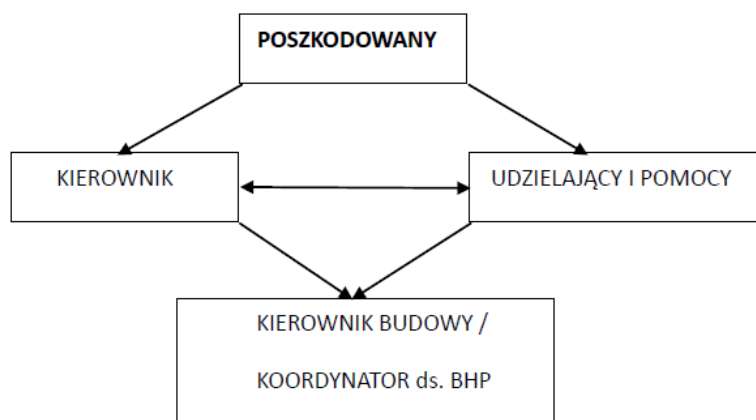 POSZKODOWANY
KIEROWNIK
UDZIELAJĄCY I POMOCY
KIEROWNIK BUDOWY /
KOORDYNATOR ds. BHP